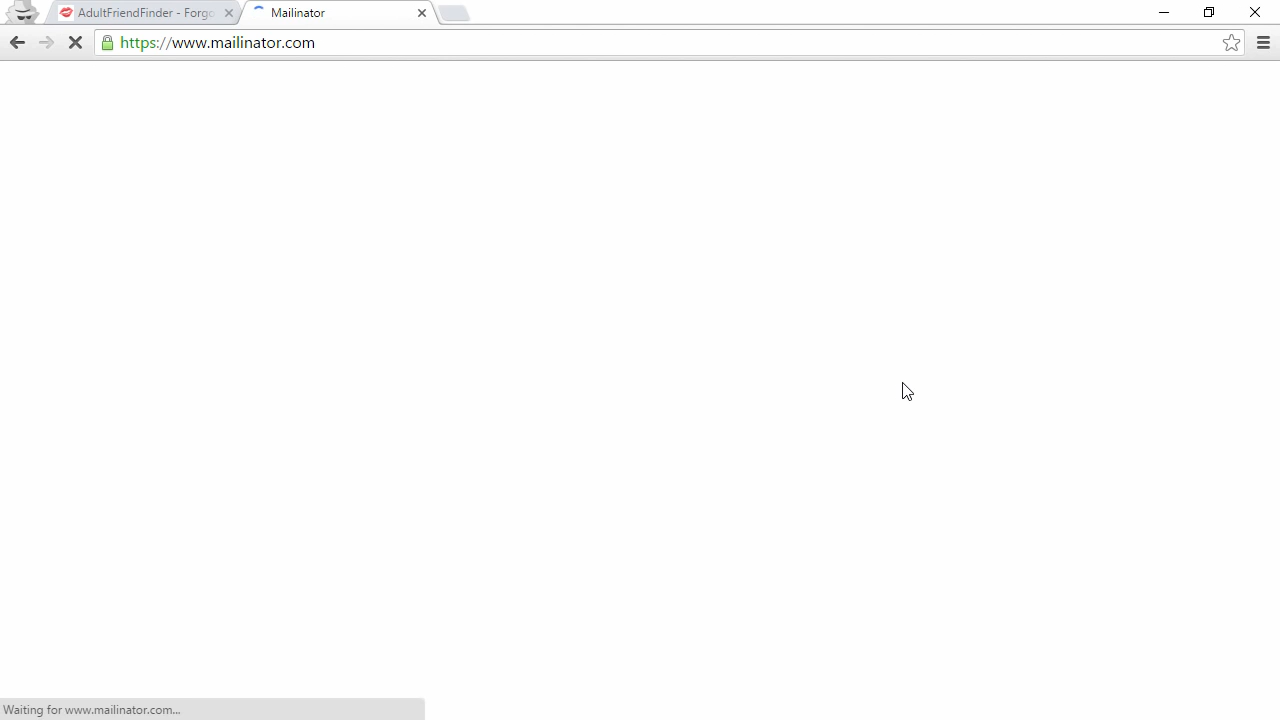 AdultFriendFinder - Forgo
Mailinator
https://www.mailinator.com
Waiting for www.mailinator.com...